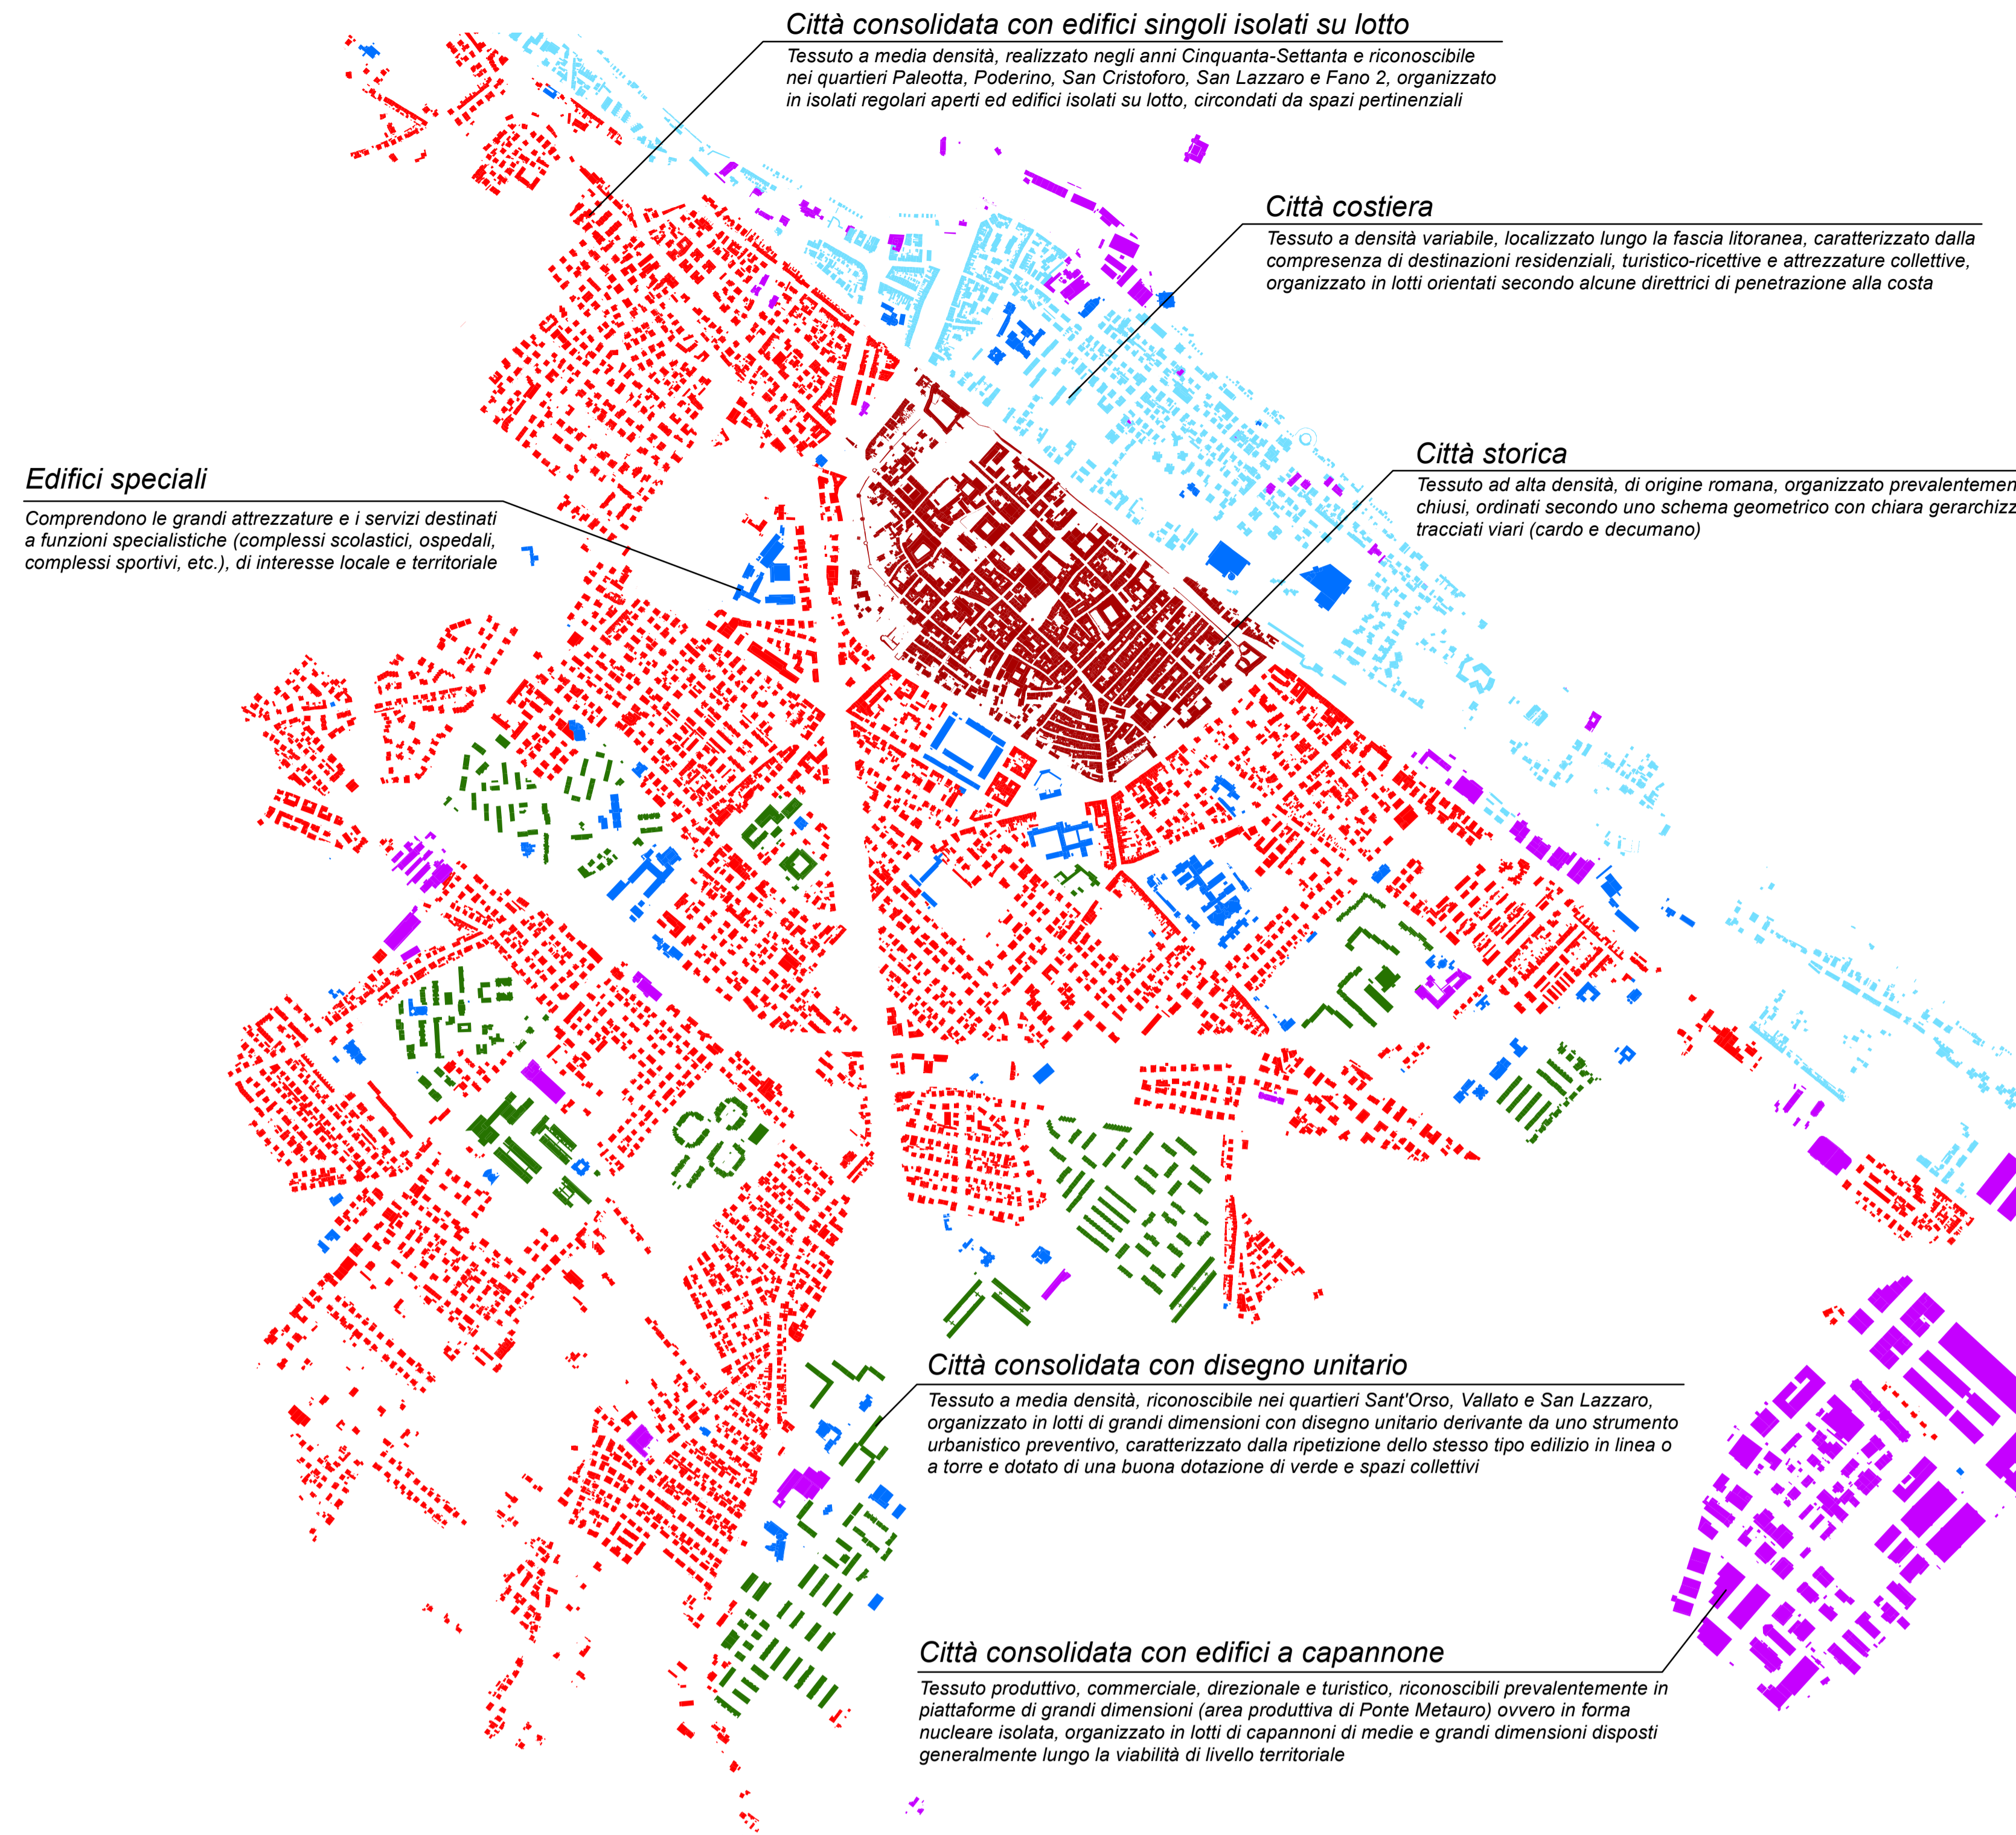 Città consolidata con edifici singoli isolati su lotto
Tessuto a media densità, realizzato negli anni Cinquanta-Settanta e riconoscibile
nei quartieri Paleotta, Poderino, San Cristoforo, San Lazzaro e Fano 2, organizzato
in isolati regolari aperti ed edifici isolati su lotto, circondati da spazi pertinenziali
Città costiera
Tessuto a densità variabile, localizzato lungo la fascia litoranea, caratterizzato dalla
compresenza di destinazioni residenziali, turistico-ricettive e attrezzature collettive,
organizzato in lotti orientati secondo alcune direttrici di penetrazione alla costa
Città storica
Tessuto ad alta densità, di origine romana, organizzato prevalentemen
chiusi, ordinati secondo uno schema geometrico con chiara gerarchizz
tracciati viari (cardo e decumano)
Edifici speciali
Comprendono le grandi attrezzature e i servizi destinati
a funzioni specialistiche (complessi scolastici, ospedali,
complessi sportivi, etc.), di interesse locale e territoriale
Città consolidata con disegno unitario
Tessuto a media densità, riconoscibile nei quartieri Sant'Orso, Vallato e San Lazzaro,
organizzato in lotti di grandi dimensioni con disegno unitario derivante da uno strumento
urbanistico preventivo, caratterizzato dalla ripetizione dello stesso tipo edilizio in linea o
a torre e dotato di una buona dotazione di verde e spazi collettivi
Città consolidata con edifici a capannone
Tessuto produttivo, commerciale, direzionale e turistico, riconoscibili prevalentemente in
piattaforme di grandi dimensioni (area produttiva di Ponte Metauro) ovvero in forma
nucleare isolata, organizzato in lotti di capannoni di medie e grandi dimensioni disposti
generalmente lungo la viabilità di livello territoriale